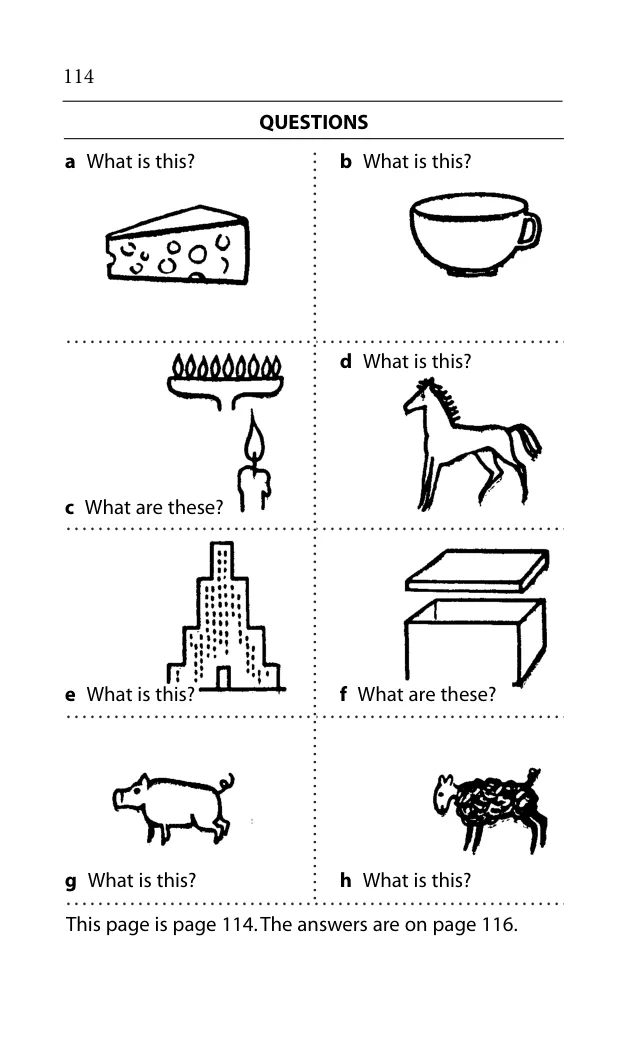 114
QUESTIONS
a What is this?
b What is this?
c What are these?
d What is this?
e What is this?
f What are these?
g What is this?
h What is this?
This page is page 114. The answers are on page 116.